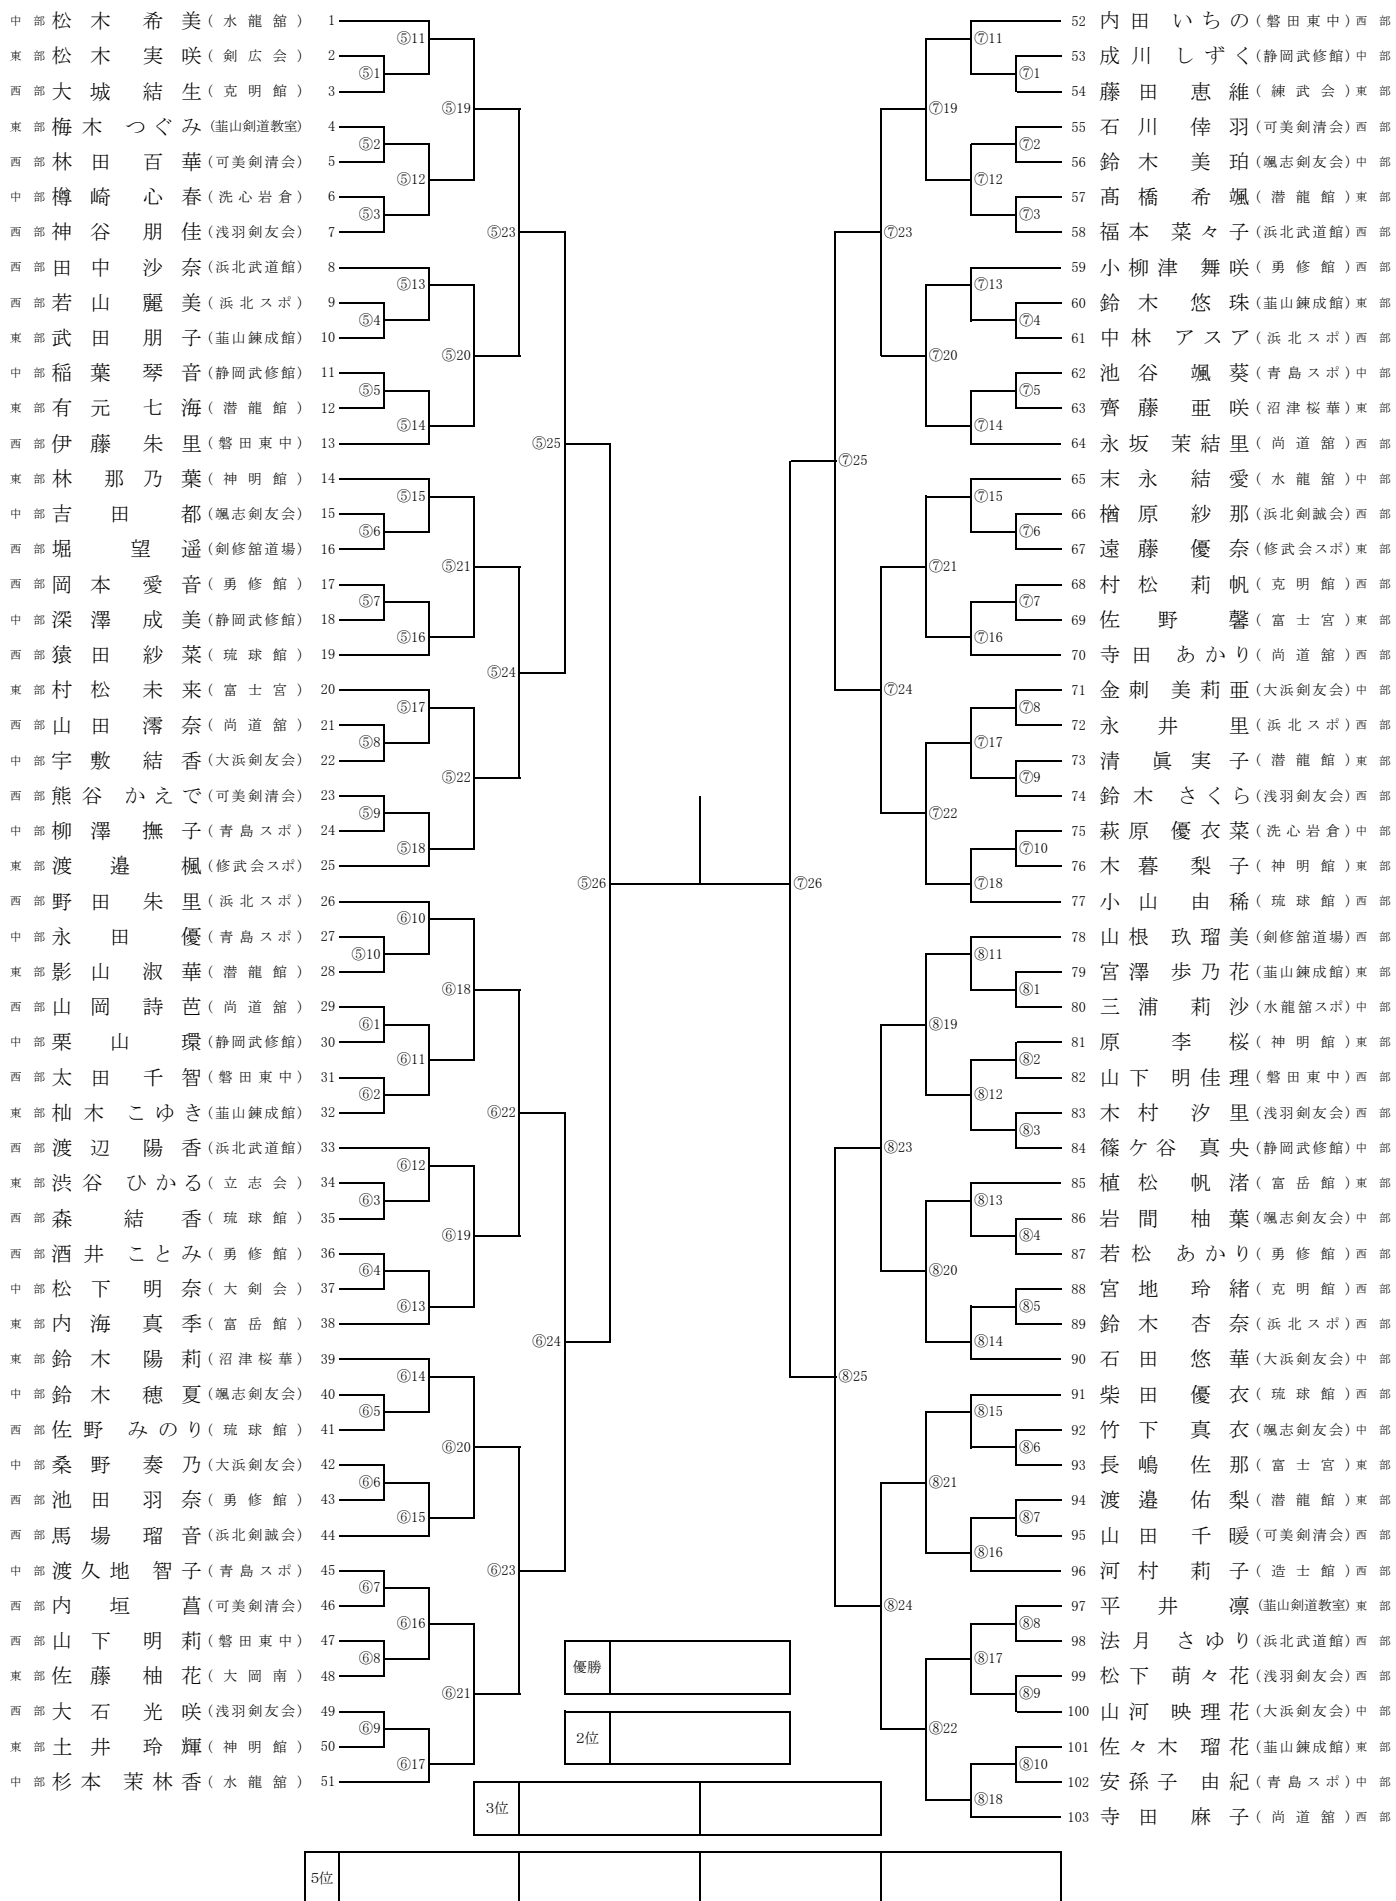 中 部 松 木 希 美 ( 水 龍 舘 ) 1
東 部 松 木 実 咲 ( 剣 広 会 ) 2
西 部 大 城 結 生 ( 克 明 館 ) 3
東 部 梅 木 つ ぐ み (韮山剣道教室) 4
西 部 林 田 百 華 (可美剣清会) 5
中 部 樽 崎 心 春 ( 洗 心 岩 倉 ) 6
西 部 神 谷 朋 佳 (浅羽剣友会) 7
西 部 田 中 沙 奈 (浜北武道館) 8
西 部 若 山 麗 美 ( 浜 北 スポ ) 9
東 部 武 田 朋 子 (韮山錬成館) 10
中 部 稲 葉 琴 音 (静岡武修館) 11
東 部 有 元 七 海 ( 潜 龍 館 ) 12
西 部 伊 藤 朱 里 ( 磐 田 東 中 ) 13
東 部 林 那 乃 葉 ( 神 明 館 ) 14
中 部 吉 田 都 (颯志剣友会) 15
西 部 堀 望 遥 (剣修舘道場) 16
西 部 岡 本 愛 音 ( 勇 修 館 ) 17
中 部 深 澤 成 美 (静岡武修館) 18
西 部 猿 田 紗 菜 ( 琉 球 館 ) 19
東 部 村 松 未 来 ( 富 士 宮 ) 20
西 部 山 田 澪 奈 ( 尚 道 舘 ) 21
中 部 宇 敷 結 香 (大浜剣友会) 22
西 部 熊 谷 か え で (可美剣清会) 23
中 部 柳 澤 撫 子 ( 青 島 スポ ) 24
東 部 渡 邉 楓 (修武会スポ) 25
西 部 野 田 朱 里 ( 浜 北 スポ ) 26
中 部 永 田 優 ( 青 島 スポ ) 27
東 部 影 山 淑 華 ( 潜 龍 館 ) 28
西 部 山 岡 詩 芭 ( 尚 道 舘 ) 29
中 部 栗 山 環 (静岡武修館) 30
西 部 太 田 千 智 ( 磐 田 東 中 ) 31
東 部 杣 木 こ ゆ き (韮山錬成館) 32
西 部 渡 辺 陽 香 (浜北武道館) 33
東 部 渋 谷 ひ か る ( 立 志 会 ) 34
西 部 森 結 香 ( 琉 球 館 ) 35
西 部 酒 井 こ と み ( 勇 修 館 ) 36
中 部 松 下 明 奈 ( 大 剣 会 ) 37
東 部 内 海 真 季 ( 富 岳 館 ) 38
東 部 鈴 木 陽 莉 ( 沼 津 桜 華 ) 39
中 部 鈴 木 穂 夏 (颯志剣友会) 40
西 部 佐 野 み の り ( 琉 球 館 ) 41
中 部 桑 野 奏 乃 (大浜剣友会) 42
西 部 池 田 羽 奈 ( 勇 修 館 ) 43
西 部 馬 場 瑠 音 (浜北剣誠会) 44
中 部 渡 久 地 智 子 ( 青 島 スポ ) 45
西 部 内 垣 菖 (可美剣清会) 46
西 部 山 下 明 莉 ( 磐 田 東 中 ) 47
東 部 佐 藤 柚 花 ( 大 岡 南 ) 48
西 部 大 石 光 咲 (浅羽剣友会) 49
東 部 土 井 玲 輝 ( 神 明 館 ) 50
中 部 杉 本 茉 林 香 ( 水 龍 舘 ) 51
⑤1
⑤2
⑤3
⑤4
⑤5
⑤6
⑤7
⑤8
⑤9
⑤10
⑥1
⑥2
⑥3
⑥4
⑥5
⑥6
⑥7
⑥8
⑥9
⑤11
⑤12
⑤13
⑤14
⑤15
⑤16
⑤17
⑤18
⑥10
⑥11
⑥12
⑥13
⑥14
⑥15
⑥16
⑥17
⑤19
⑤20
⑤21
⑤22
⑥18
⑥19
⑥20
⑥21
⑤23
⑤24
⑥22
⑥23
⑤25
⑥24
⑤26
⑦26
⑦25
⑧25
⑦23
⑦24
⑧23
⑧24
⑦19
⑦20
⑦21
⑦22
⑧19
⑧20
⑧21
⑧22
⑦11
⑦12
⑦13
⑦14
⑦15
⑦16
⑦17
⑦18
⑧11
⑧12
⑧13
⑧14
⑧15
⑧16
⑧17
⑧18
⑦1
⑦2
⑦3
⑦4
⑦5
⑦6
⑦7
⑦8
⑦9
⑦10
⑧1
⑧2
⑧3
⑧4
⑧5
⑧6
⑧7
⑧8
⑧9
⑧10
52 内 田 い ち の ( 磐 田 東 中 ) 西 部
53 成 川 し ず く (静岡武修館) 中 部
54 藤 田 恵 維 ( 練 武 会 ) 東 部
55 石 川 倖 羽 (可美剣清会) 西 部
56 鈴 木 美 珀 (颯志剣友会) 中 部
57 髙 橋 希 颯 ( 潜 龍 館 ) 東 部
58 福 本 菜 々 子 (浜北武道館) 西 部
59 小 柳 津 舞 咲 ( 勇 修 館 ) 西 部
60 鈴 木 悠 珠 (韮山錬成館) 東 部
61 中 林 ア ス ア ( 浜 北 スポ ) 西 部
62 池 谷 颯 葵 ( 青 島 スポ ) 中 部
63 齊 藤 亜 咲 ( 沼 津 桜 華 ) 東 部
64 永 坂 茉 結 里 ( 尚 道 舘 ) 西 部
65 末 永 結 愛 ( 水 龍 舘 ) 中 部
66 楢 原 紗 那 (浜北剣誠会) 西 部
67 遠 藤 優 奈 (修武会スポ) 東 部
68 村 松 莉 帆 ( 克 明 館 ) 西 部
69 佐 野 馨 ( 富 士 宮 ) 東 部
70 寺 田 あ か り ( 尚 道 舘 ) 西 部
71 金 刺 美 莉 亜 (大浜剣友会) 中 部
72 永 井 里 ( 浜 北 スポ ) 西 部
73 清 眞 実 子 ( 潜 龍 館 ) 東 部
74 鈴 木 さ く ら (浅羽剣友会) 西 部
75 萩 原 優 衣 菜 ( 洗 心 岩 倉 ) 中 部
76 木 暮 梨 子 ( 神 明 館 ) 東 部
77 小 山 由 稀 ( 琉 球 館 ) 西 部
78 山 根 玖 瑠 美 (剣修舘道場) 西 部
79 宮 澤 歩 乃 花 (韮山錬成館) 東 部
80 三 浦 莉 沙 (水龍舘スポ) 中 部
81 原 李 桜 ( 神 明 館 ) 東 部
82 山 下 明 佳 理 ( 磐 田 東 中 ) 西 部
83 木 村 汐 里 (浅羽剣友会) 西 部
84 篠 ケ 谷 真 央 (静岡武修館) 中 部
85 植 松 帆 渚 ( 富 岳 館 ) 東 部
86 岩 間 柚 葉 (颯志剣友会) 中 部
87 若 松 あ か り ( 勇 修 館 ) 西 部
88 宮 地 玲 緒 ( 克 明 館 ) 西 部
89 鈴 木 杏 奈 ( 浜 北 スポ ) 西 部
90 石 田 悠 華 (大浜剣友会) 中 部
91 柴 田 優 衣 ( 琉 球 館 ) 西 部
92 竹 下 真 衣 (颯志剣友会) 中 部
93 長 嶋 佐 那 ( 富 士 宮 ) 東 部
94 渡 邉 佑 梨 ( 潜 龍 館 ) 東 部
95 山 田 千 暖 (可美剣清会) 西 部
96 河 村 莉 子 ( 造 士 館 ) 西 部
97 平 井 凛 (韮山剣道教室) 東 部
98 法 月 さ ゆ り (浜北武道館) 西 部
99 松 下 萌 々 花 (浅羽剣友会) 西 部
100 山 河 映 理 花 (大浜剣友会) 中 部
101 佐 々 木 瑠 花 (韮山錬成館) 東 部
102 安 孫 子 由 紀 ( 青 島 スポ ) 中 部
103 寺 田 麻 子 ( 尚 道 舘 ) 西 部
優勝
2位
3位
5位